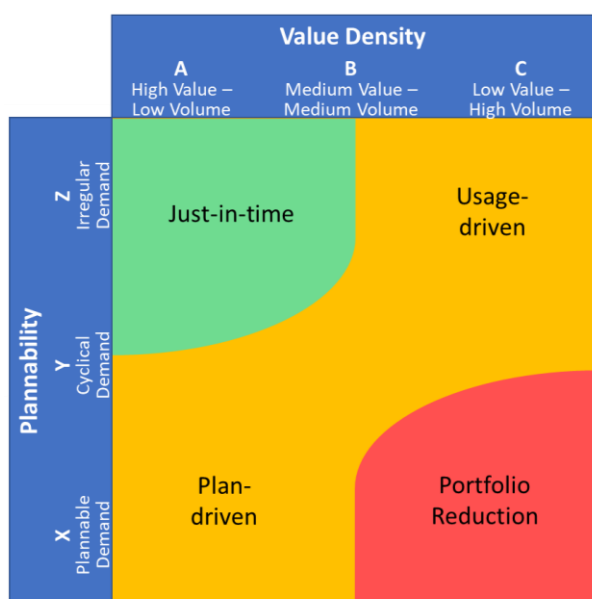 Value Density
A
High Value –
Low Volume
B
Medium Value –
Medium Volume
C
Low Value –
High Volume
Plannability
Z
Irregular
Demand
Just-in-time
Usage-
driven
Y
Cyclical
Demand
X
Plannable
Demand
Plan-
driven
Portfolio
Reduction